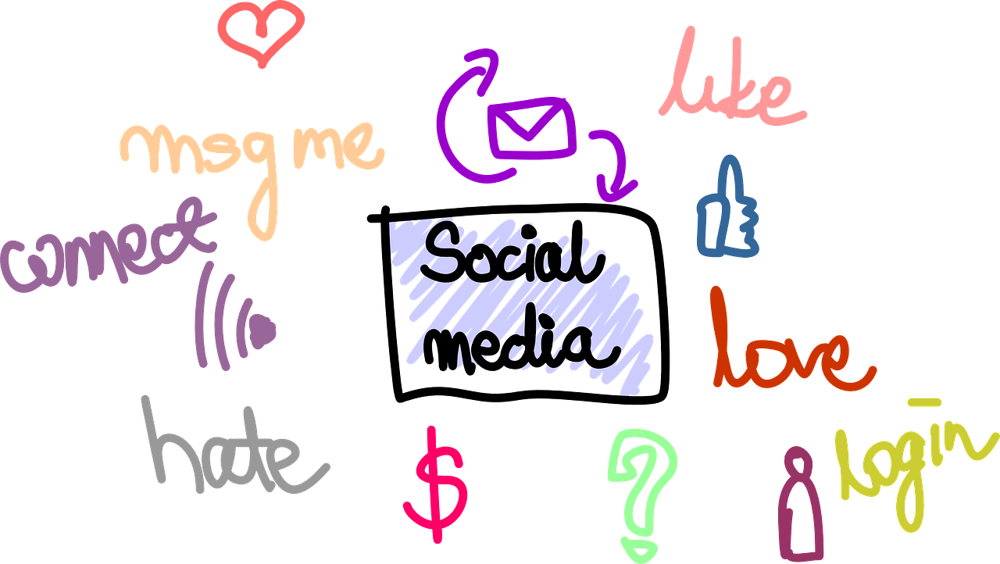 like
msg me
connect
Social
media
love
hate
login
$
?